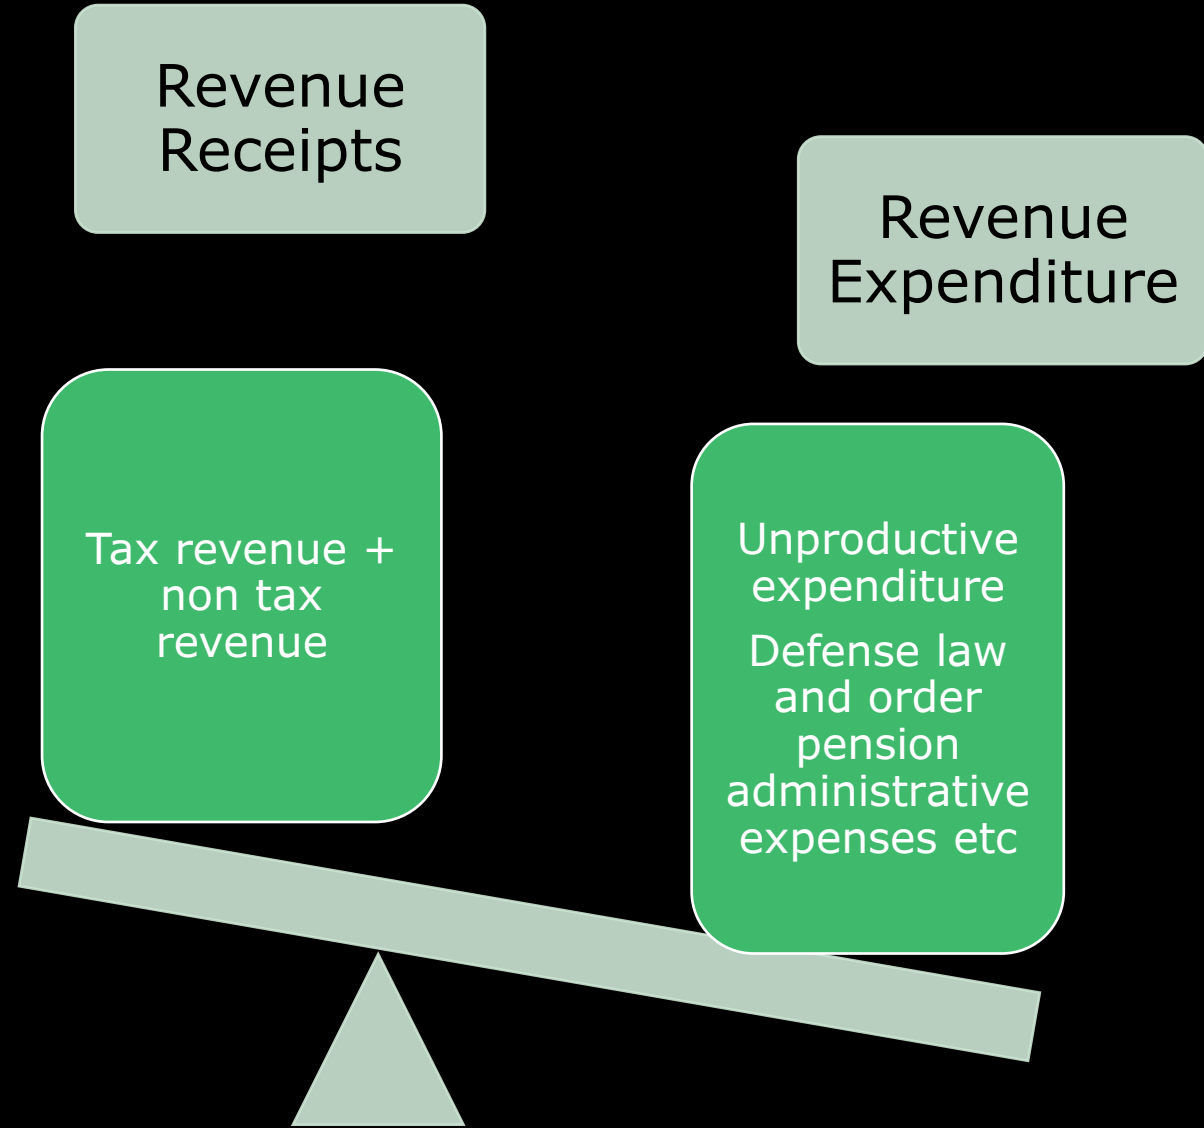 Revenue
Receipts
Revenue
Expenditure
Tax revenue +
non tax
revenue
Unproductive
expenditure
Defense law
and order
pension
administrative
expenses etc